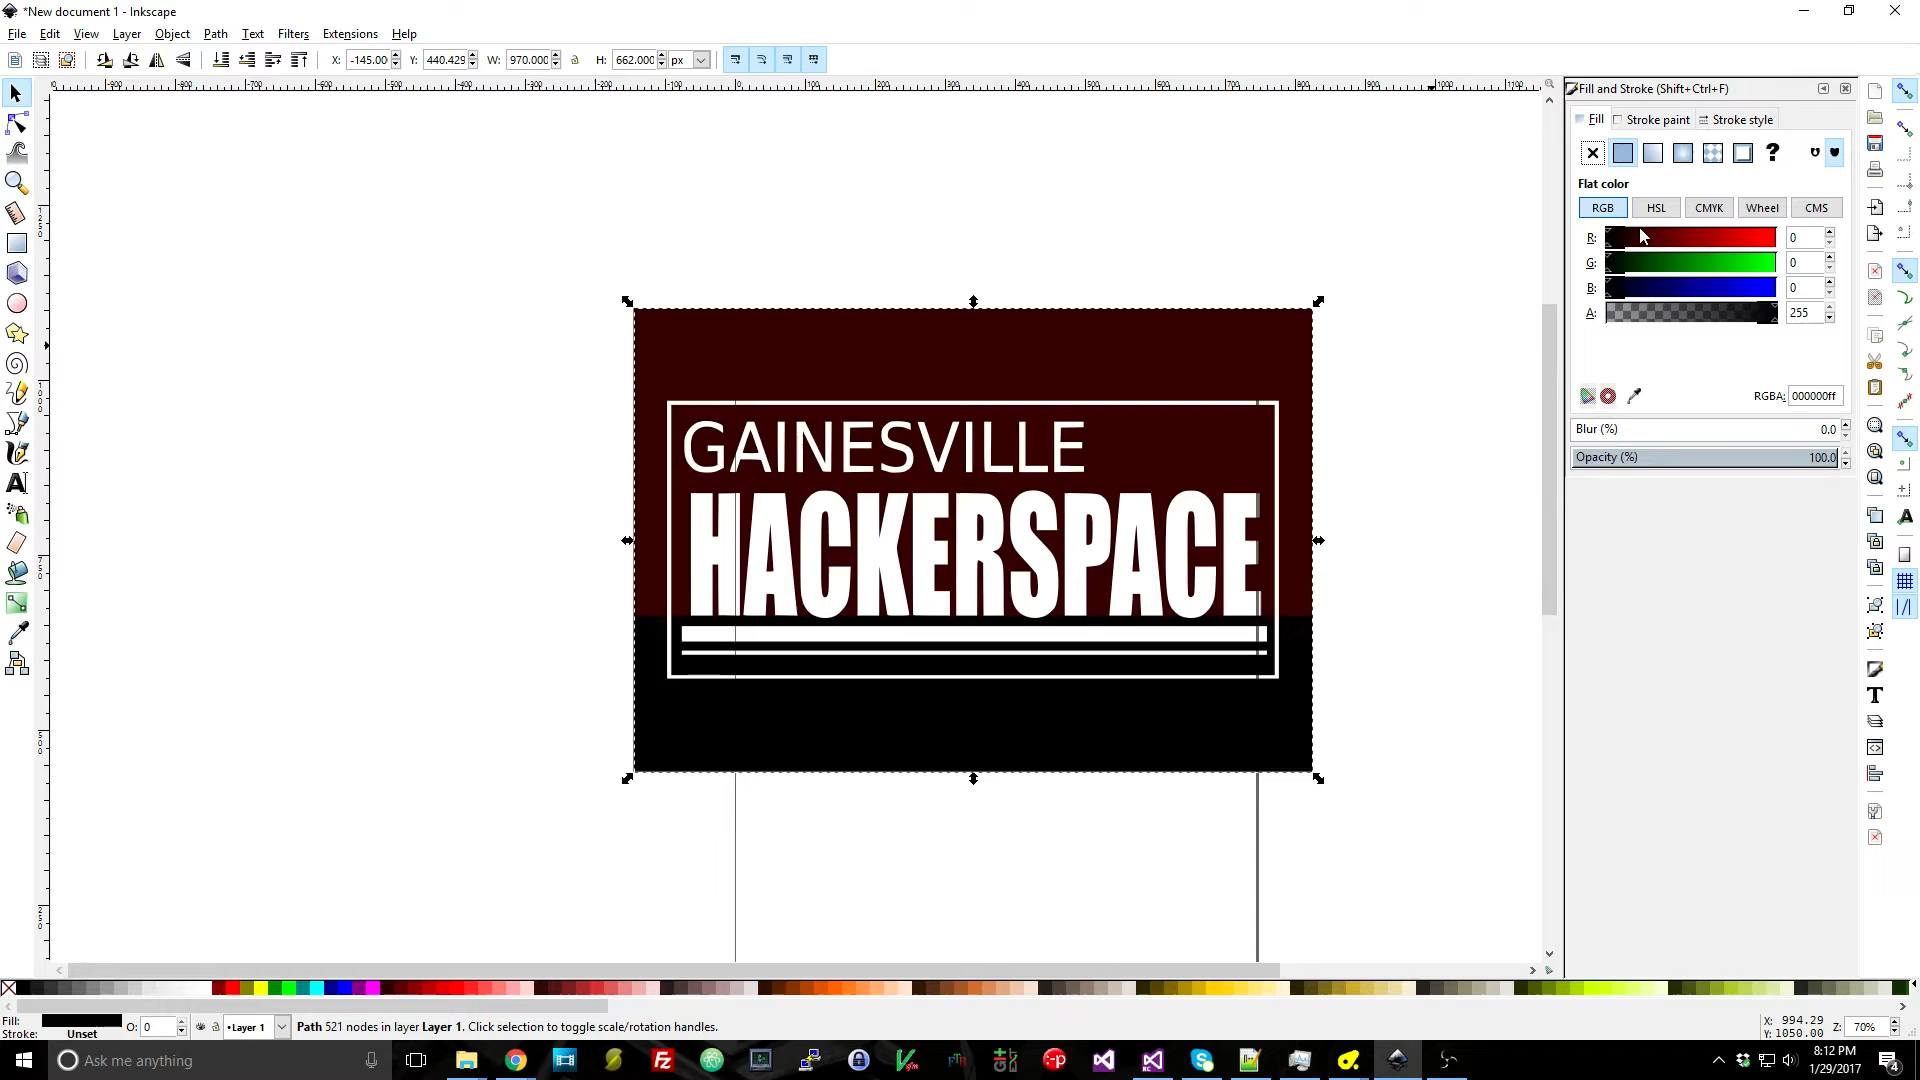 *New document 1 - Inkscape
File Edit View Layer Object Path Text Filters Extensions Help
X: -145.00 Y: 440.429 W: 970.000 H: 662.000 px
Fill and Stroke (Shift+Ctrl+F)
Fill Stroke paint Stroke style
?
Flat color
RGB HSL CMYK Wheel CMS
R: 0
G: 0
B: 0
A: 255
RGBA: 000000ff
Blur (%) 0.0
Opacity (%) 100.0
GAINESVILLE
HACKERSPACE
Fill:
Stroke: Unset
O: 0
•Layer 1
Path 521 nodes in layer Layer 1. Click selection to toggle scale/rotation handles.
X: 994.29
Y: 1050.00
Z: 70%
Ask me anything
8:12 PM
1/29/2017
4